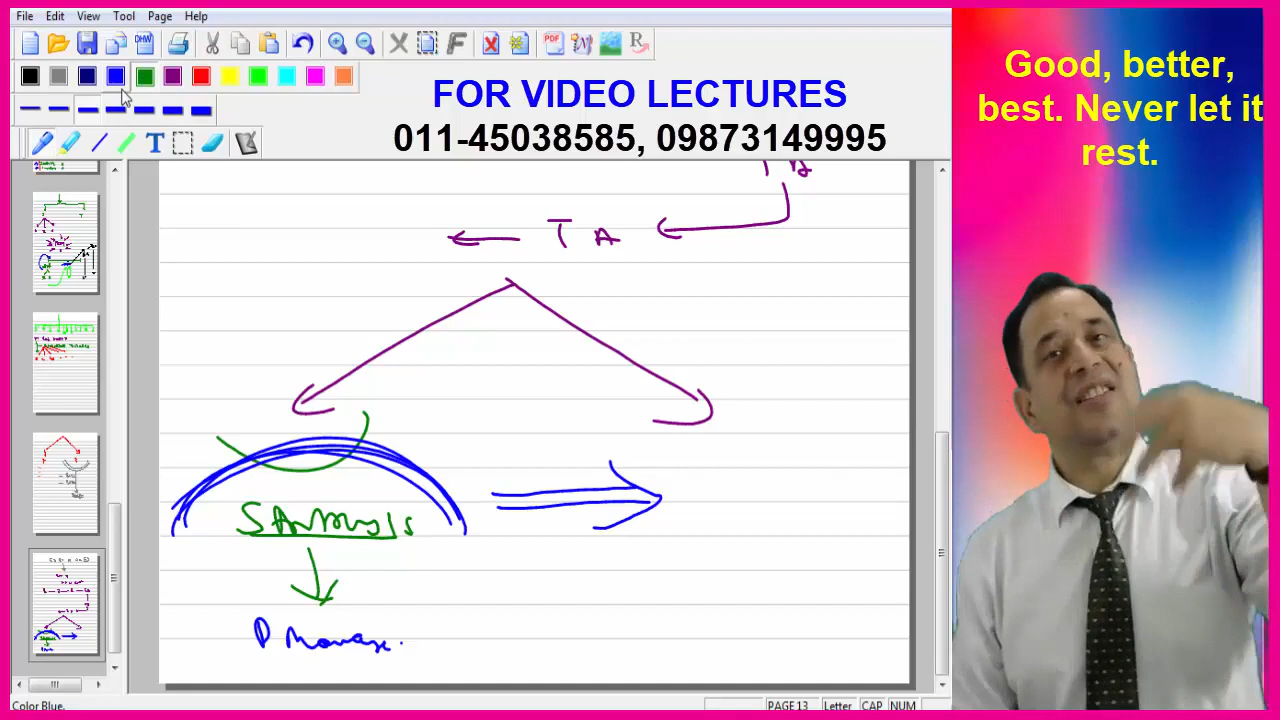 File Edit View Tool Page Help
FOR VIDEO LECTURES
011-45038585, 09873149995
Good, better,
best. Never let it
rest.
T A
Color Blue.
PAGE 13 Letter CAP NUM